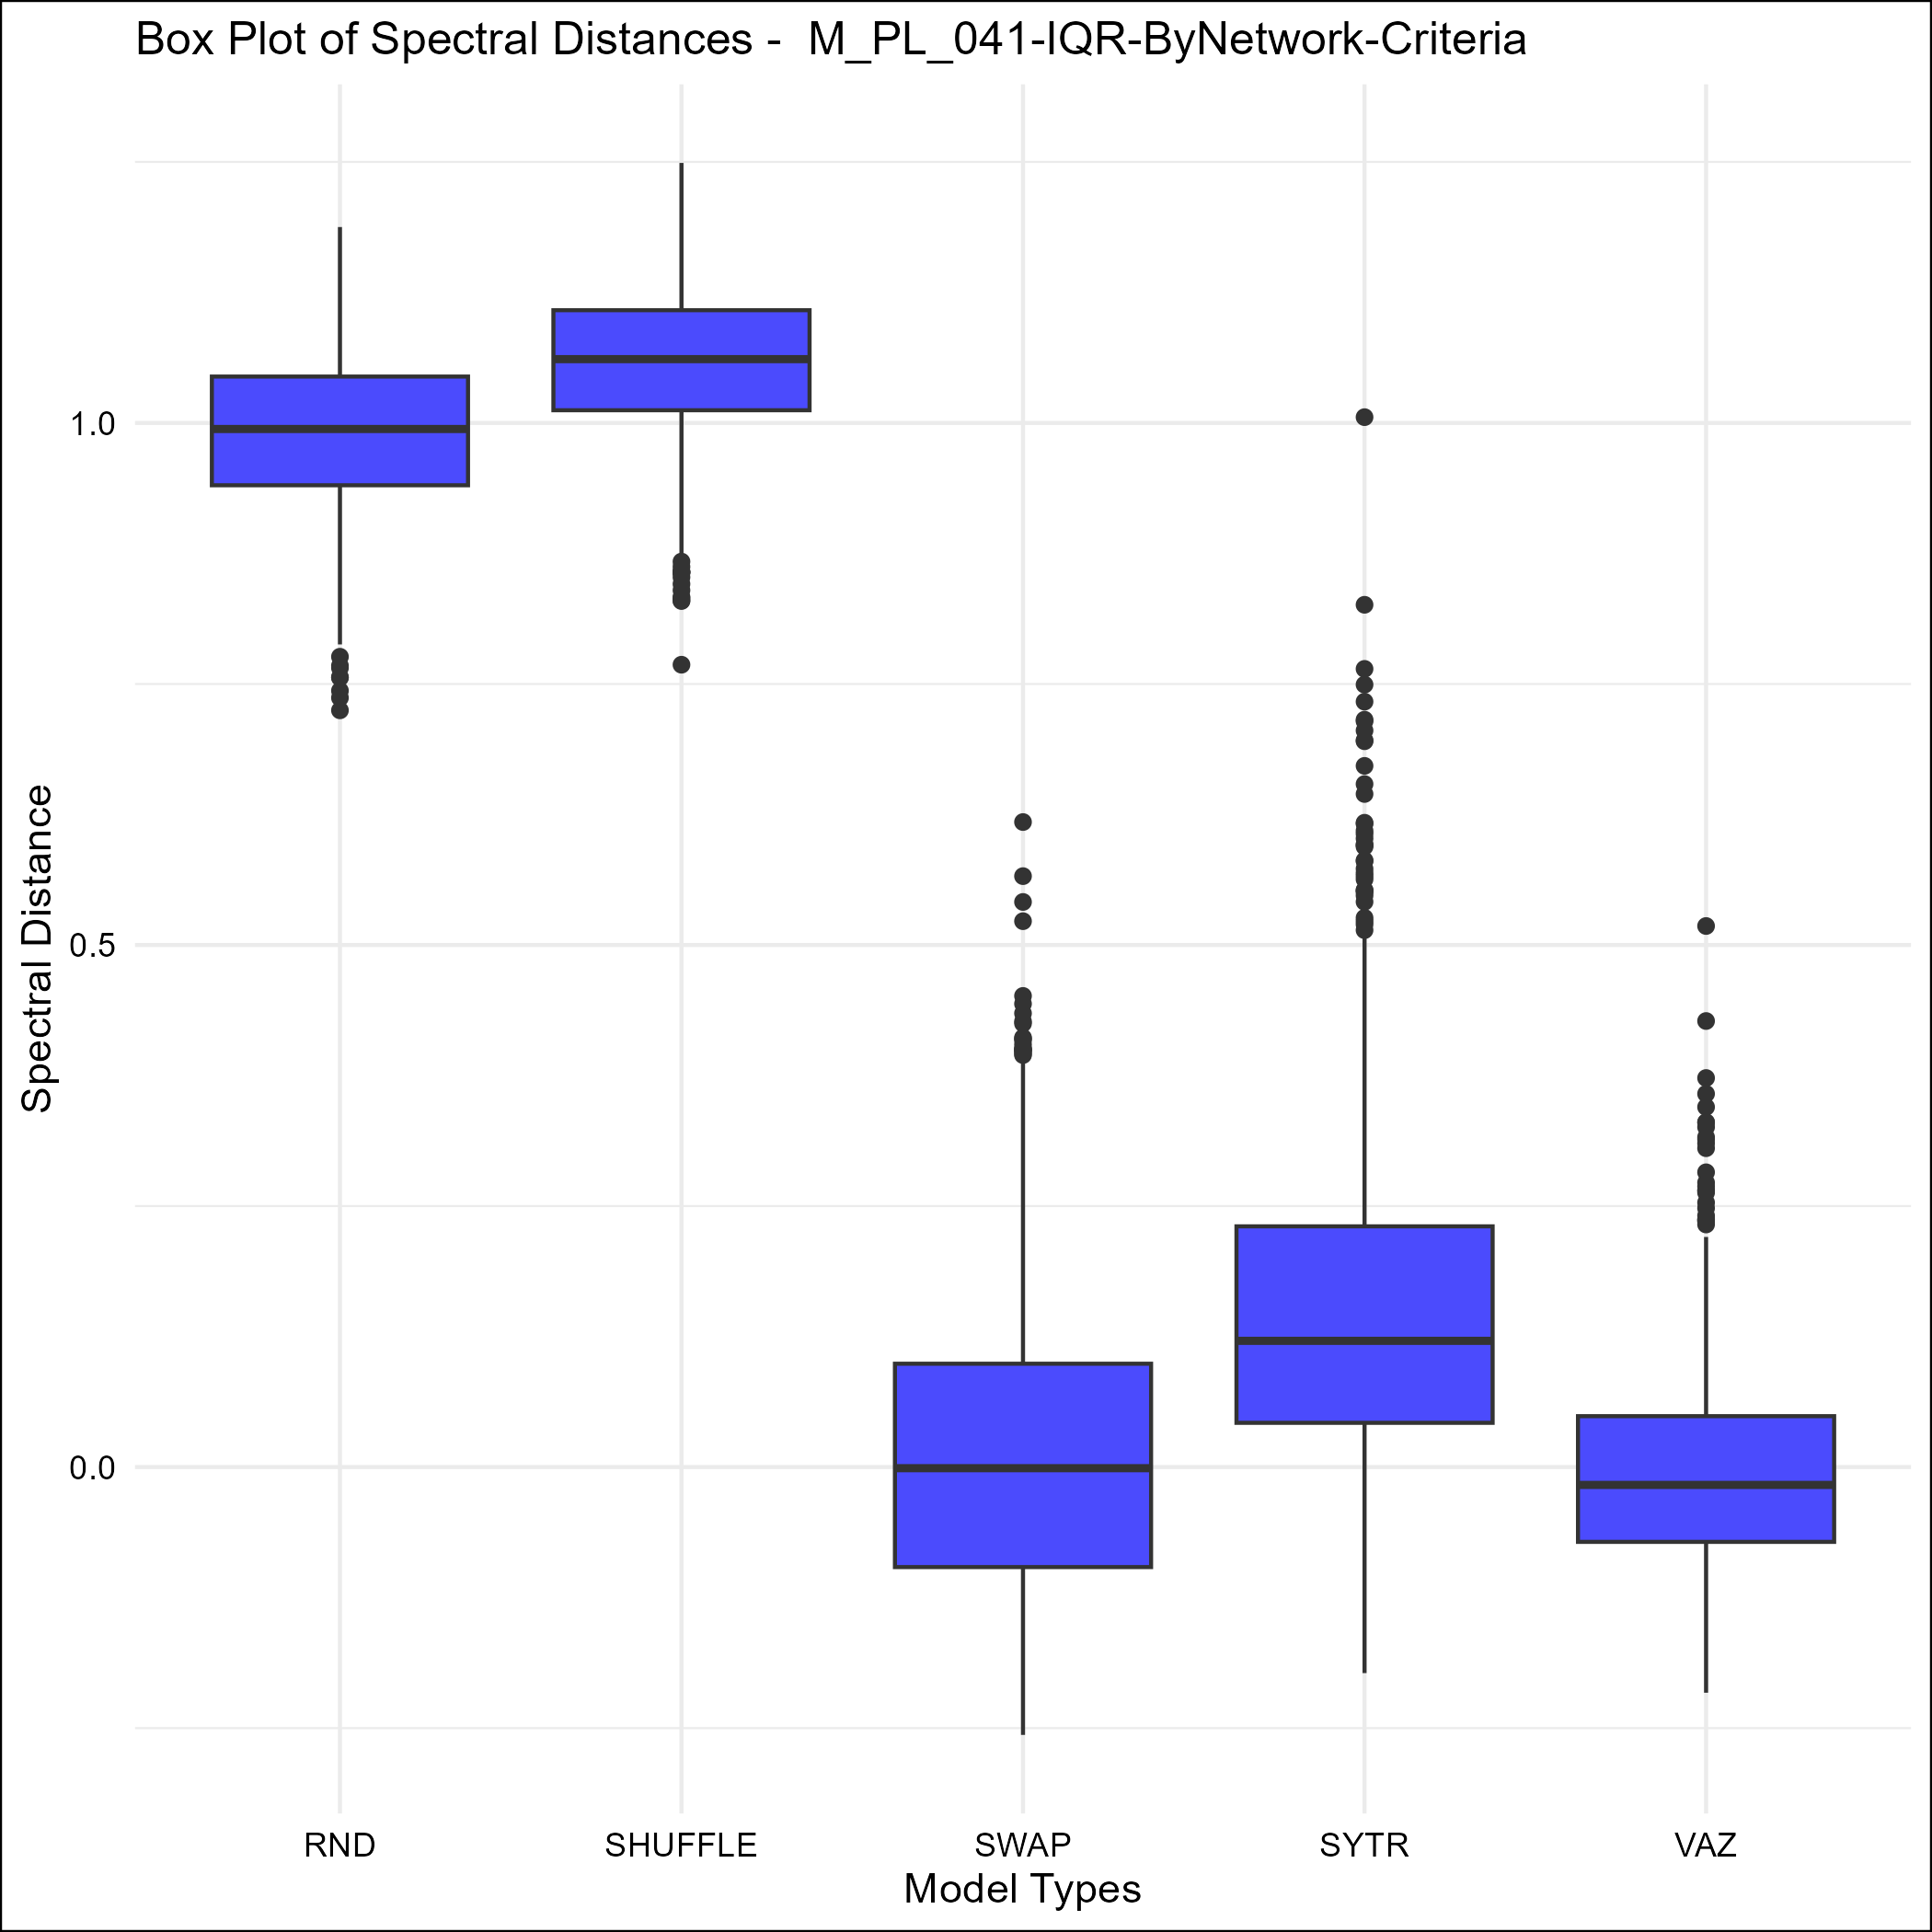 Box Plot of Spectral Distances -  M_PL_041-IQR-ByNetwork-Criteria
Spectral Distance
1.0
0.5
0.0
RND SHUFFLE SWAP SYTR VAZ
Model Types